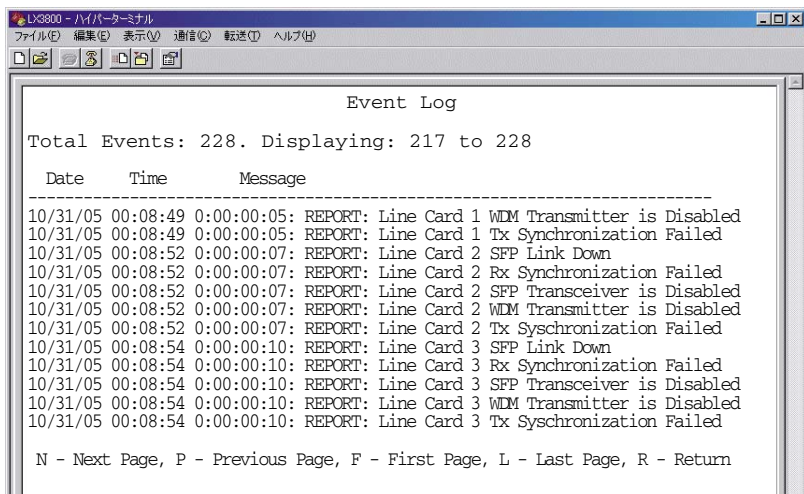 LX3800 - ハイパーターミナル
ファイル(F) 編集(E) 表示(V) 通信(C) 転送(T) ヘルプ(H)
Event Log
Total Events: 228. Displaying: 217 to 228
Date Time Message
--------------------------------------------------------------------------
10/31/05 00:08:49 0:00:00:05: REPORT: Line Card 1 WDM Transmitter is Disabled
10/31/05 00:08:49 0:00:00:05: REPORT: Line Card 1 Tx Synchronization Failed
10/31/05 00:08:52 0:00:00:07: REPORT: Line Card 2 SFP Link Down
10/31/05 00:08:52 0:00:00:07: REPORT: Line Card 2 Rx Synchronization Failed
10/31/05 00:08:52 0:00:00:07: REPORT: Line Card 2 SFP Transceiver is Disabled
10/31/05 00:08:52 0:00:00:07: REPORT: Line Card 2 WDM Transmitter is Disabled
10/31/05 00:08:52 0:00:00:07: REPORT: Line Card 2 Tx Syschronization Failed
10/31/05 00:08:54 0:00:00:10: REPORT: Line Card 3 SFP Link Down
10/31/05 00:08:54 0:00:00:10: REPORT: Line Card 3 Rx Synchronization Failed
10/31/05 00:08:54 0:00:00:10: REPORT: Line Card 3 SFP Transceiver is Disabled
10/31/05 00:08:54 0:00:00:10: REPORT: Line Card 3 WDM Transmitter is Disabled
10/31/05 00:08:54 0:00:00:10: REPORT: Line Card 3 Tx Syschronization Failed
N - Next Page, P - Previous Page, F - First Page, L - Last Page, R - Return